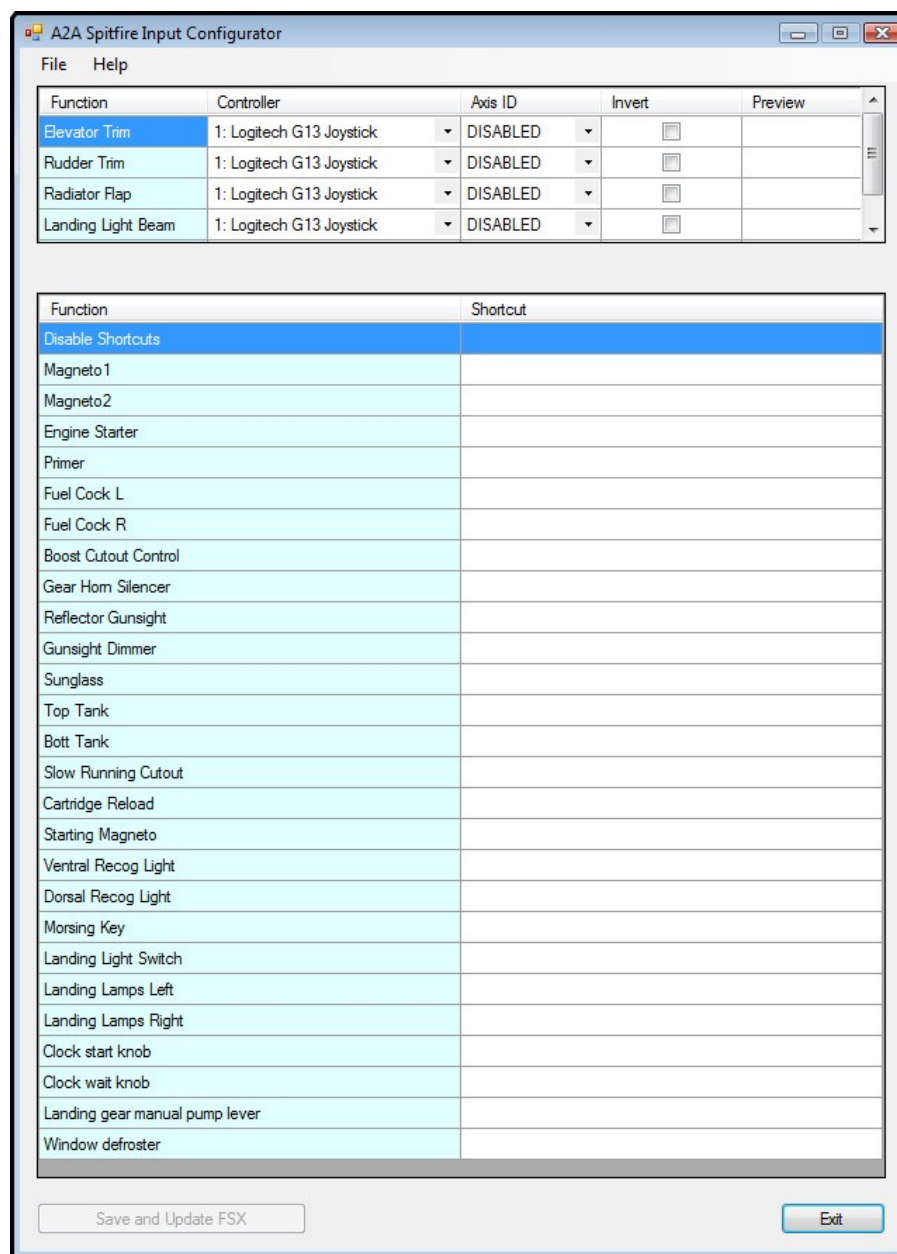 A2A Spitfire Input Configurator
File Help
Function Controller Axis ID Invert Preview
Elevator Trim 1: Logitech G13 Joystick DISABLED
Rudder Trim 1: Logitech G13 Joystick DISABLED
Radiator Flap 1: Logitech G13 Joystick DISABLED
Landing Light Beam 1: Logitech G13 Joystick DISABLED
Function Shortcut
Disable Shortcuts
Magneto1
Magneto2
Engine Starter
Primer
Fuel Cock L
Fuel Cock R
Boost Cutout Control
Gear Horn Silencer
Reflector Gunsight
Gunsight Dimmer
Sunglass
Top Tank
Bott Tank
Slow Running Cutout
Cartridge Reload
Starting Magneto
Ventral Recog Light
Dorsal Recog Light
Morsing Key
Landing Light Switch
Landing Lamps Left
Landing Lamps Right
Clock start knob
Clock wait knob
Landing gear manual pump lever
Window defroster
Save and Update FSX Exit